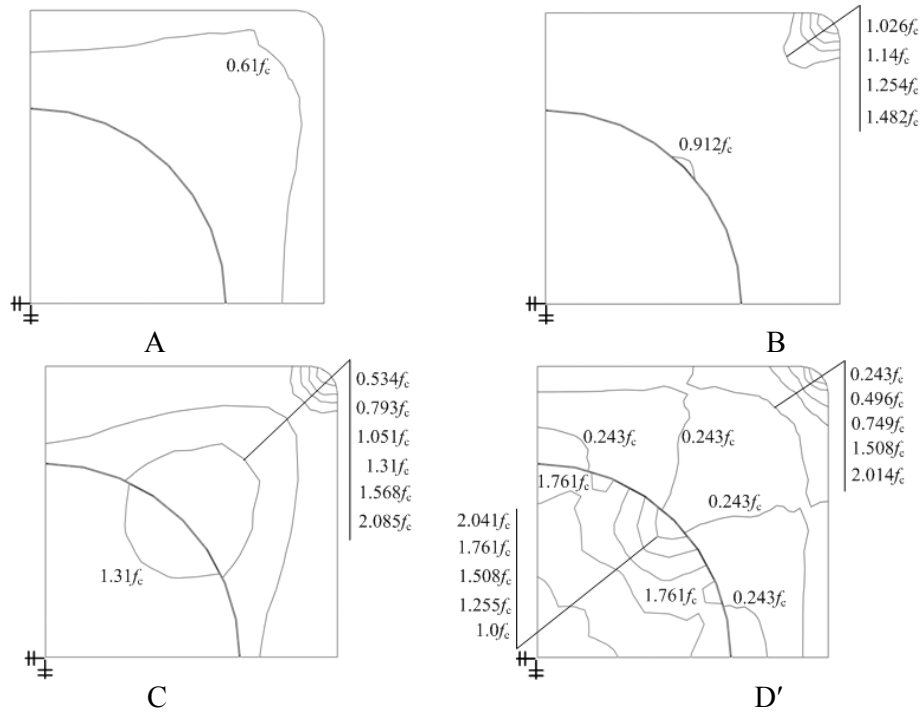 0.61fc
A
1.026fc
1.14fc
1.254fc
1.482fc
0.912fc
B
0.534fc
0.793fc
1.051fc
1.31fc
1.568fc
2.085fc
1.31fc
C
0.243fc
0.496fc
0.749fc
1.508fc
2.014fc
0.243fc
0.243fc
1.761fc
0.243fc
2.041fc
1.761fc
1.508fc
1.255fc
1.0fc
1.761fc
0.243fc
D′